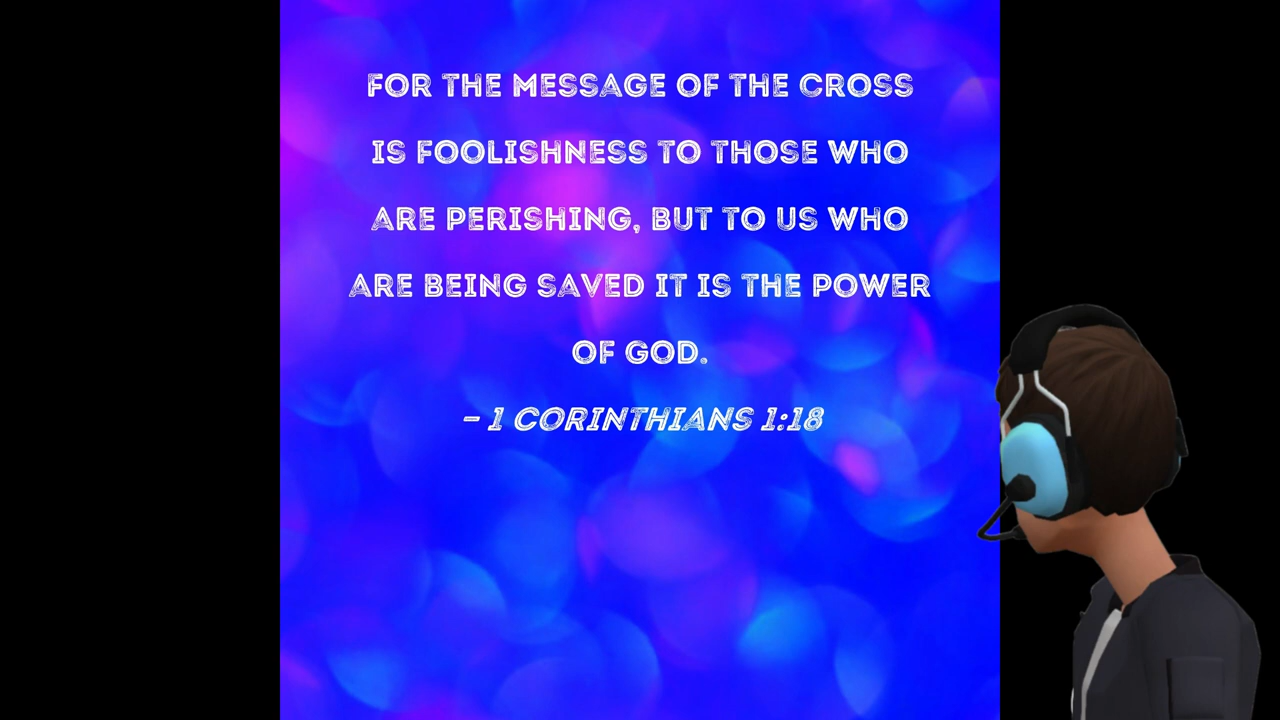 FOR THE MESSAGE OF THE CROSS
IS FOOLISHNESS TO THOSE WHO
ARE PERISHING, BUT TO US WHO
ARE BEING SAVED IT IS THE POWER
OF GOD.
– 1 CORINTHIANS 1:18